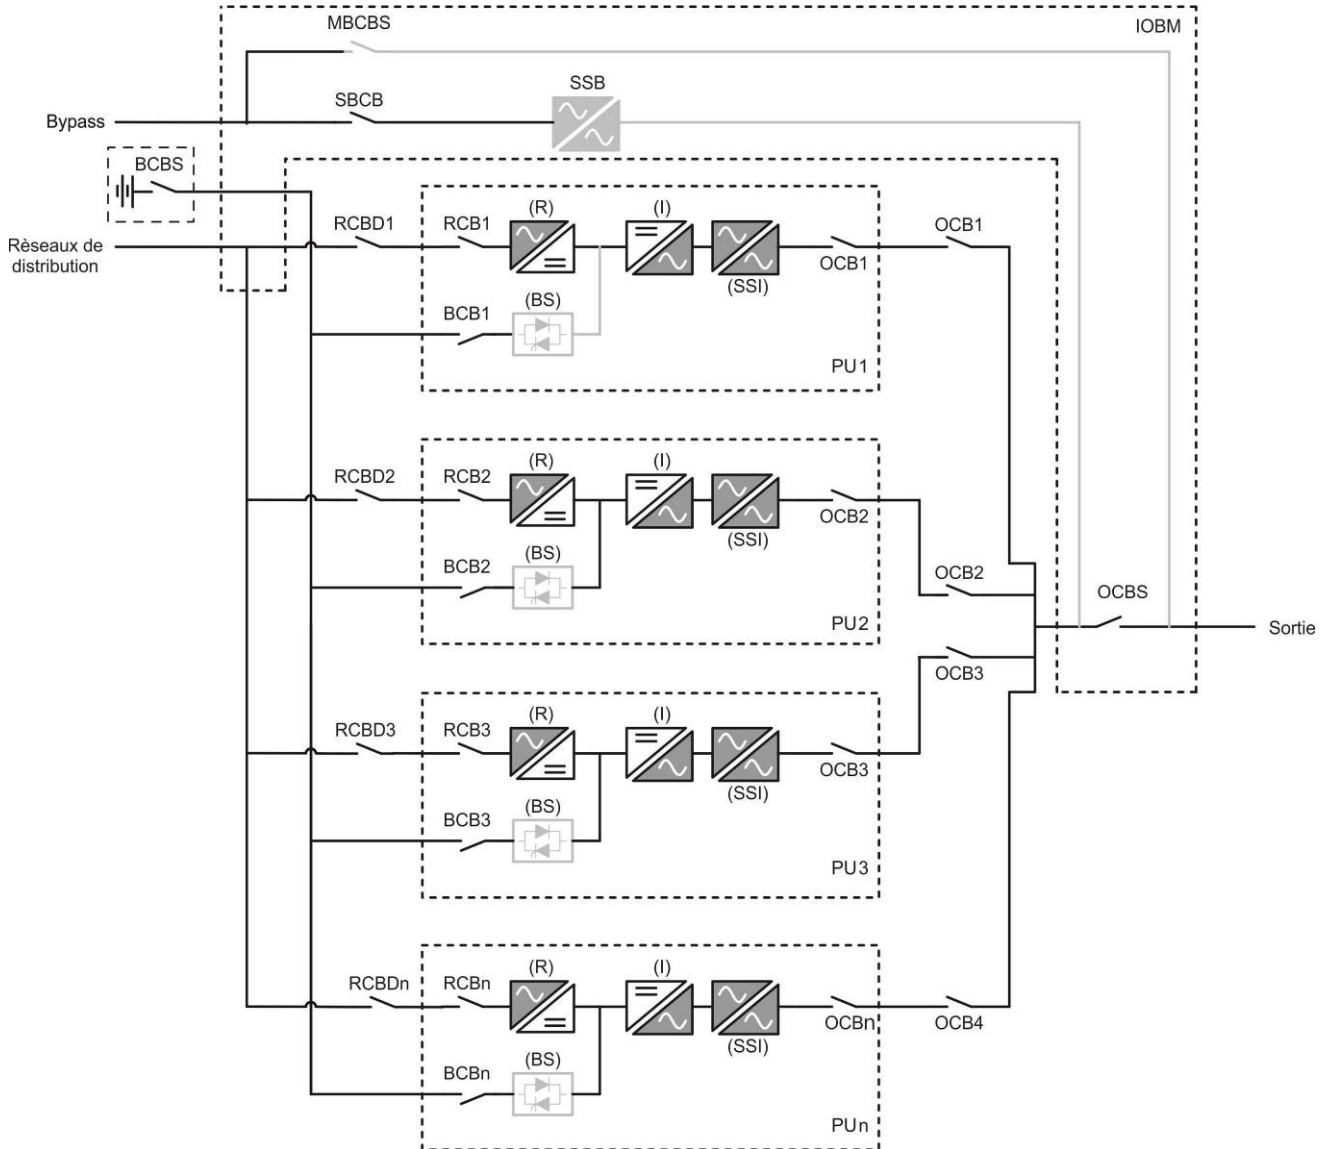 MBCBS
IOBM
SSB
SBCB
Bypass
BCBS
(R)
(I)
RCBD1
RCB1
OCB1
Rèseaux de
distribution
OCB1
(SSI)
(BS)
BCB1
PU1
(R)
(I)
RCBD2
RCB2
OCB2
(SSI)
(BS)
BCB2
OCB2
OCBS
PU2
Sortie
OCB3
(R)
(I)
RCBD3
RCB3
OCB3
(SSI)
(BS)
BCB3
PU3
(R)
(I)
RCBDn
RCBn
OCBn
OCB4
(SSI)
(BS)
BCBn
PUn